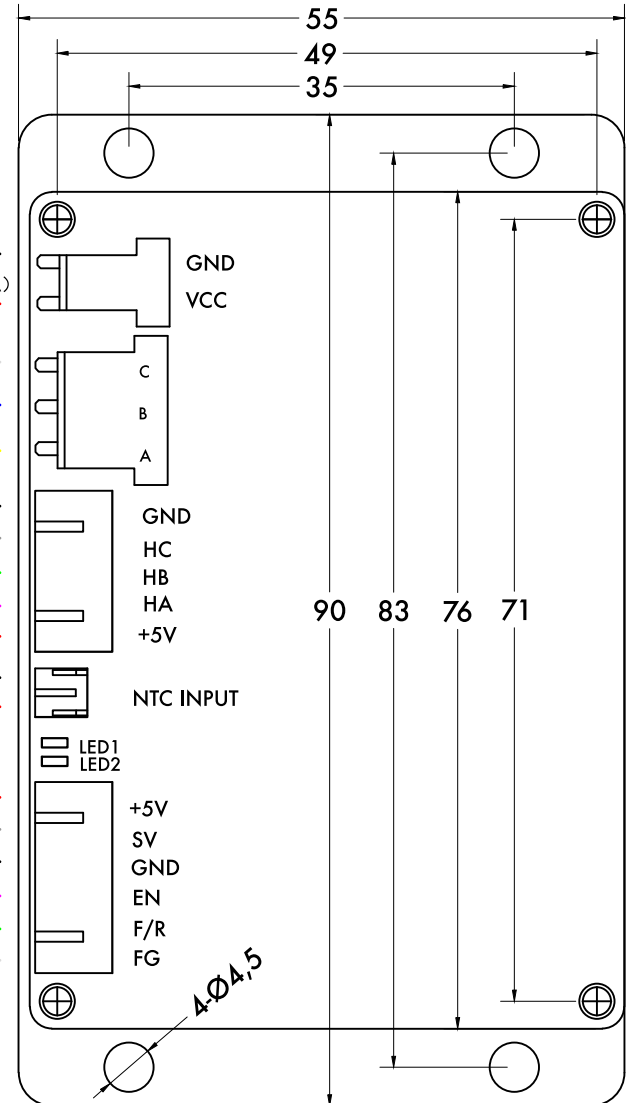 55
49
35
GND
VCC
C
B
A
GND
HC
HB
HA
+5V
90 83 76 71
NTC INPUT
LED1
LED2
+5V
SV
GND
EN
F/R
FG
4-Ø4,5